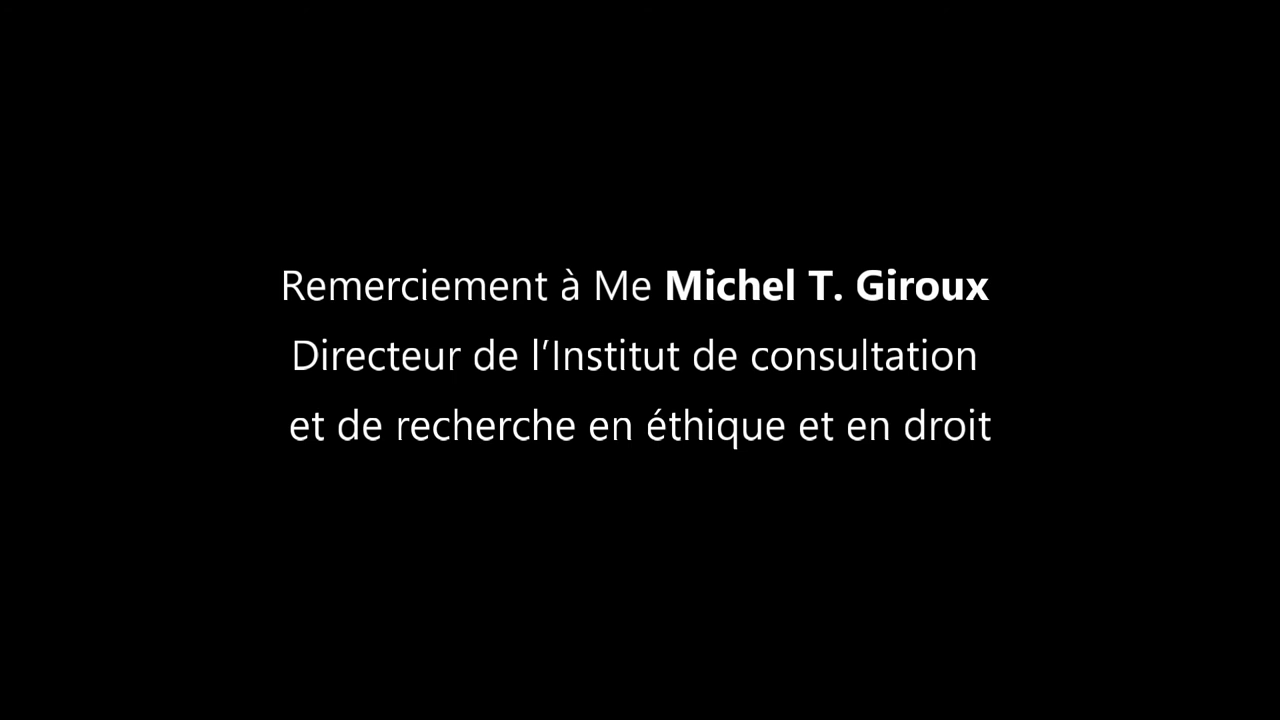 Remerciement à Me Michel T. Giroux
Directeur de l’Institut de consultation
et de recherche en éthique et en droit